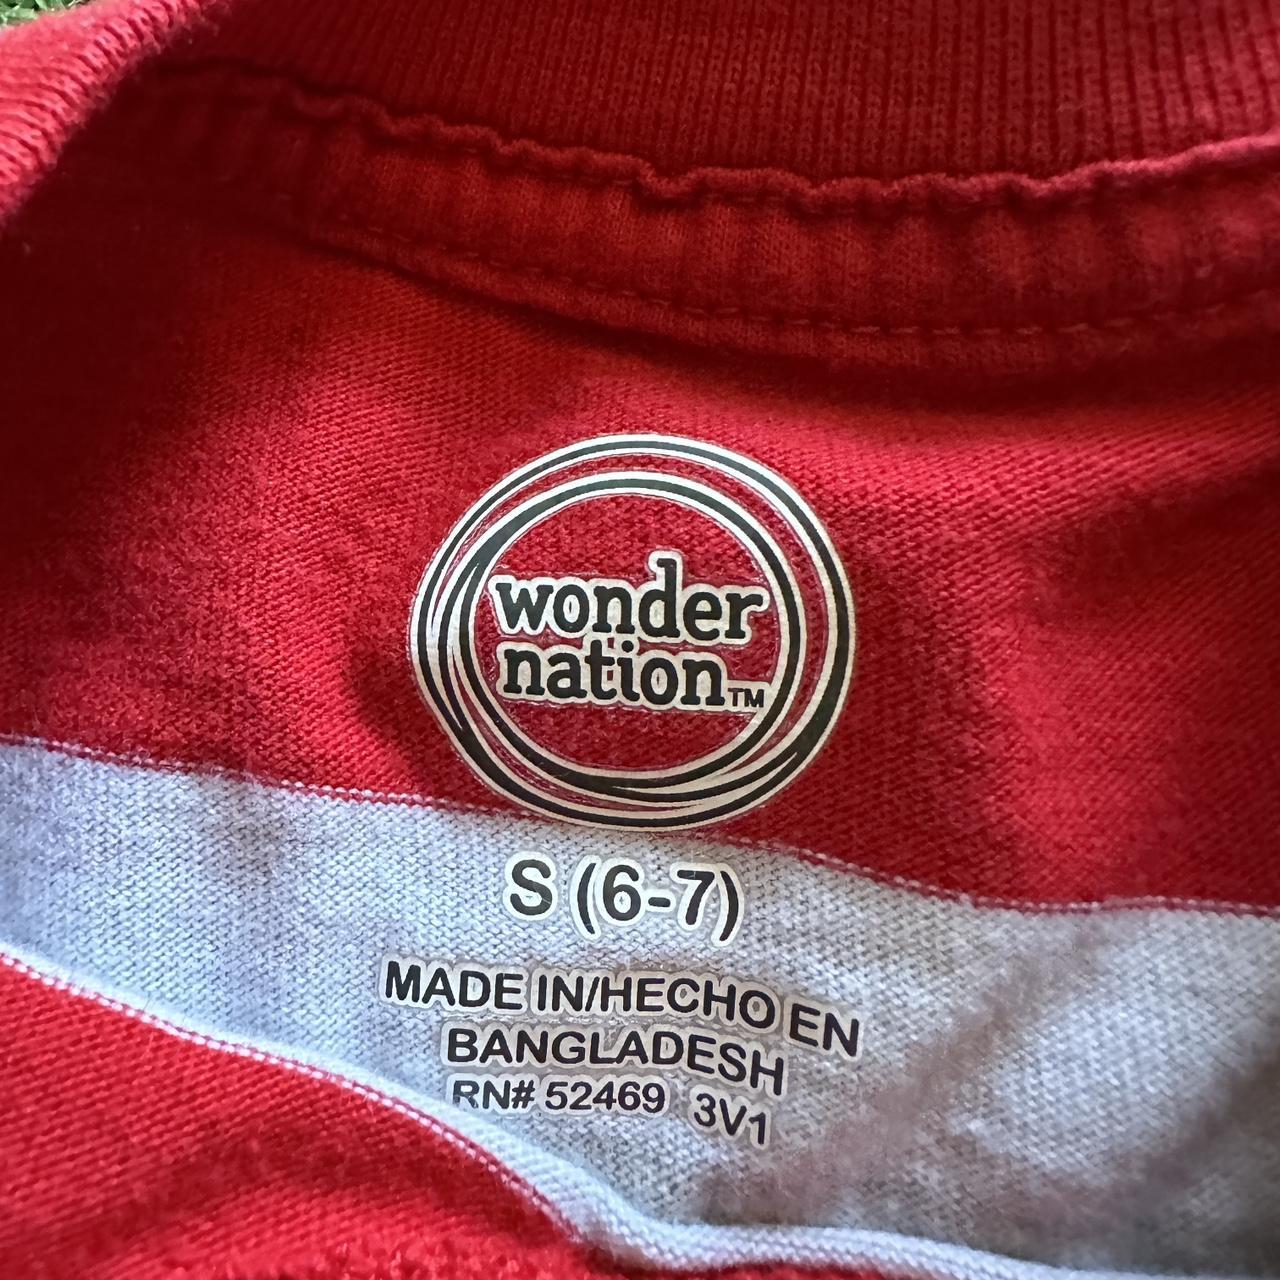 wonder
nation™
S (6-7)
MADE IN/HECHO EN
BANGLADESH
RN# 52469 3V1